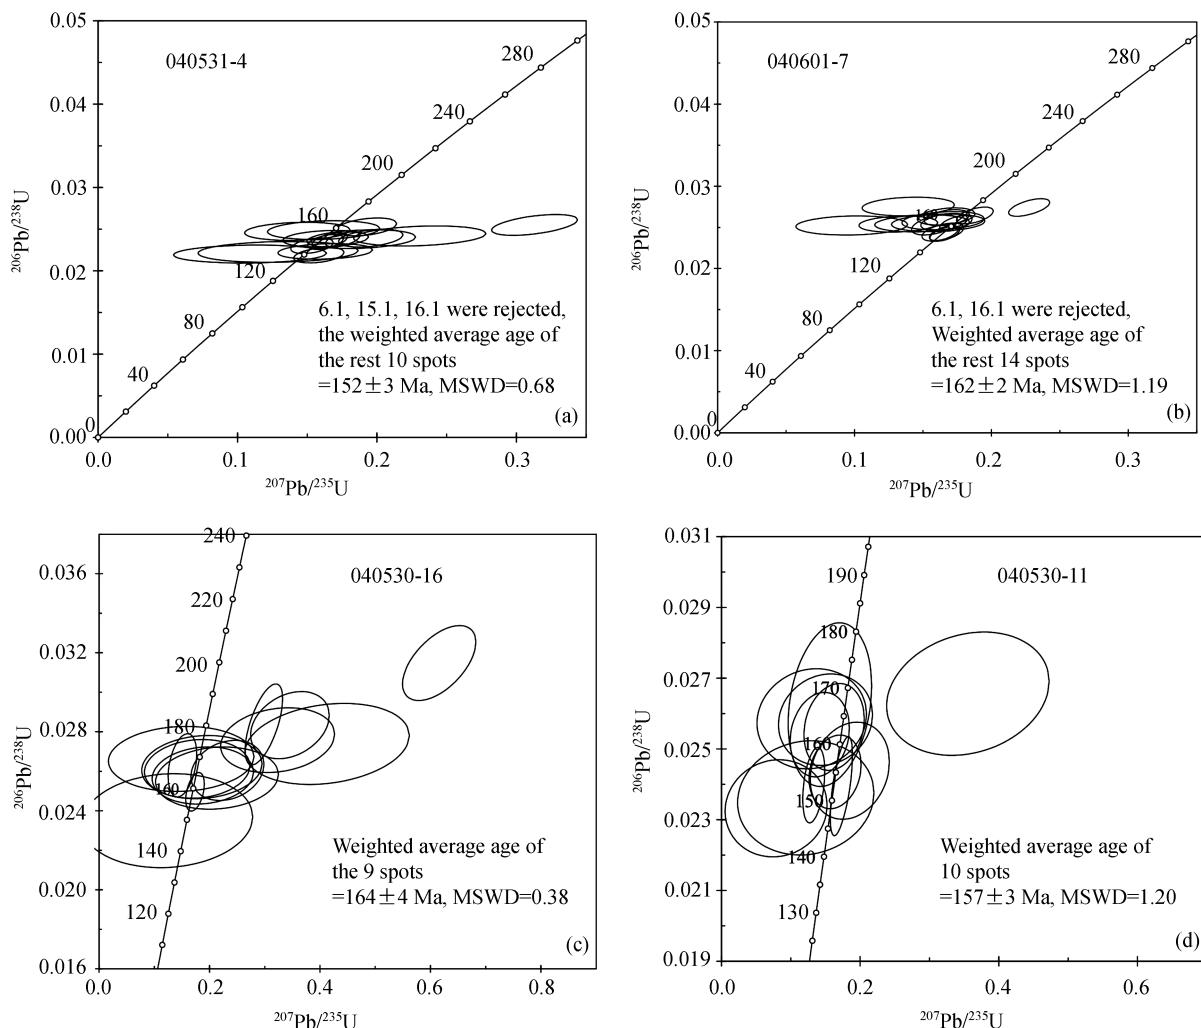 0.05
040531-4
280
0.04
240
200
²⁰⁶Pb/²³⁸U
0.03
160
0.02
120
6.1, 15.1, 16.1 were rejected,
80
the weighted average age of
0.01
the rest 10 spots
40
=152±3 Ma, MSWD=0.68
(a)
0
0.00
0.0 0.1 0.2 0.3
²⁰⁷Pb/²³⁵U
0.05
040601-7
280
0.04
240
200
²⁰⁶Pb/²³⁸U
0.03
160
0.02
120
6.1, 16.1 were rejected,
80
Weighted average age of
0.01
the rest 14 spots
40
=162±2 Ma, MSWD=1.19
(b)
0
0.00
0.0 0.1 0.2 0.3
²⁰⁷Pb/²³⁵U
240
0.036
040530-16
220
0.032
200
²⁰⁶Pb/²³⁸U
180
0.028
160
0.024
140
Weighted average age of
the 9 spots
0.020
=164±4 Ma, MSWD=0.38
120
(c)
0.016
0.0 0.2 0.4 0.6 0.8
²⁰⁷Pb/²³⁵U
0.031
190
040530-11
0.029
180
²⁰⁶Pb/²³⁸U
0.027
170
160
0.025
150
0.023
140
Weighted average age of
10 spots
0.021
=157±3 Ma, MSWD=1.20
130
(d)
0.019
0.0 0.2 0.4 0.6
²⁰⁷Pb/²³⁵U